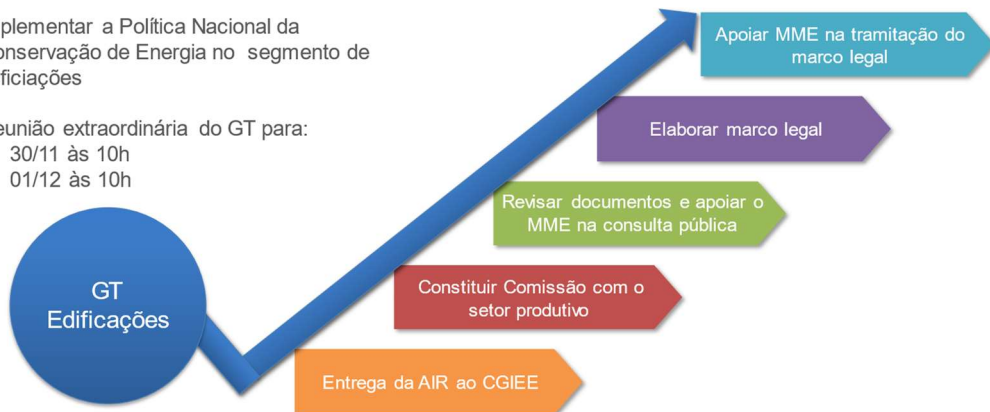 plementar a Política Nacional da
onservação de Energia no segmento de
ificiações
eunião extraordinária do GT para:
30/11 às 10h
01/12 às 10h
Apoiar MME na tramitação do
marco legal
Elaborar marco legal
Revisar documentos e apoiar o
MME na consulta pública
Constituir Comissão com o
setor produtivo
Entrega da AIR ao CGIEE
GT
Edificações